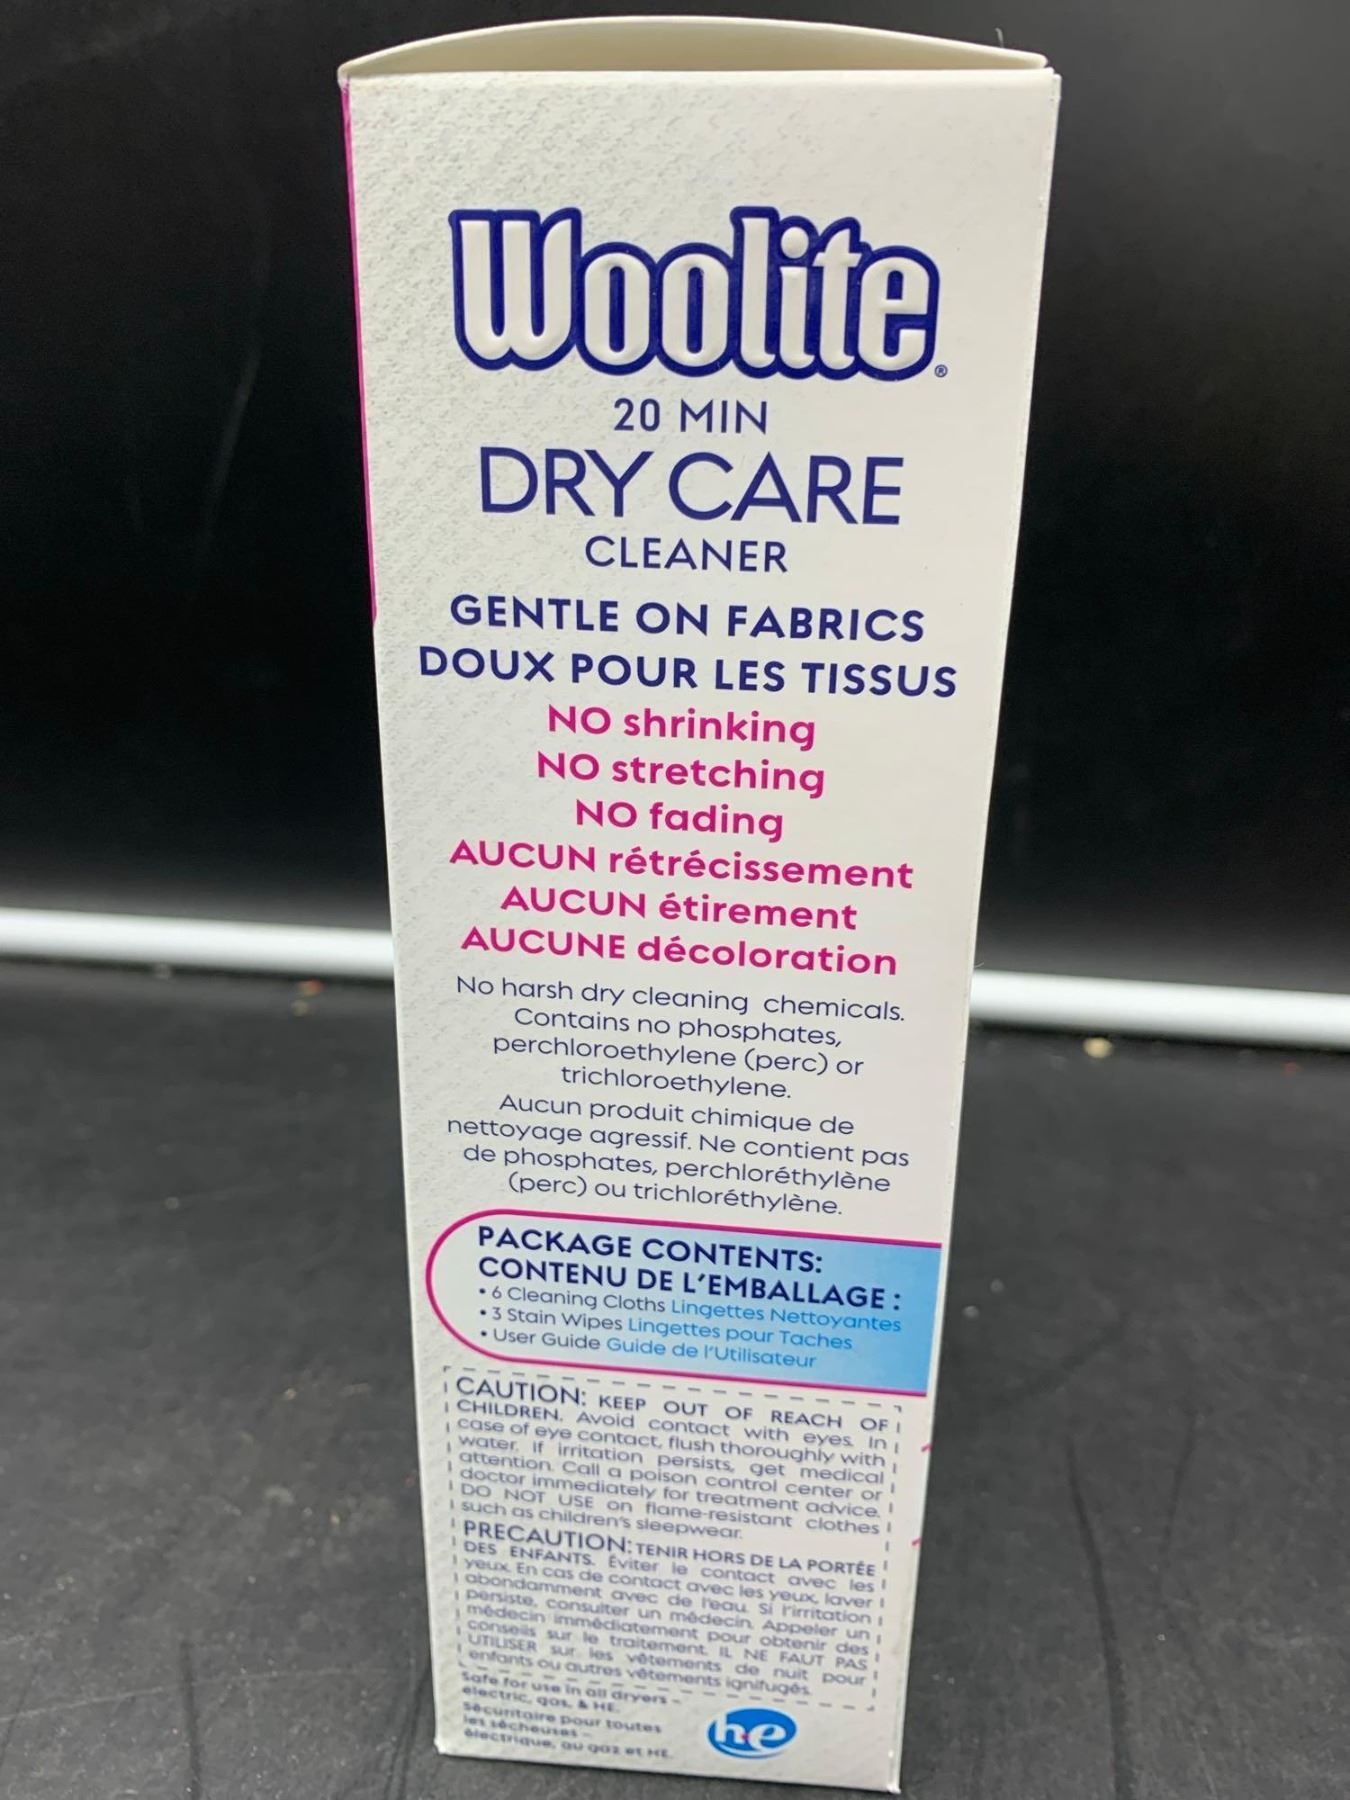 Woolite®
20 MIN
DRY CARE
CLEANER
GENTLE ON FABRICS
DOUX POUR LES TISSUS
NO shrinking
NO stretching
NO fading
AUCUN rétrécissement
AUCUN étirement
AUCUNE décoloration
No harsh dry cleaning chemicals.
Contains no phosphates,
perchloroethylene (perc) or
trichloroethylene.
Aucun produit chimique de
nettoyage agressif. Ne contient pas
de phosphates, perchloréthylène
(perc) ou trichloréthylène.
PACKAGE CONTENTS:
CONTENU DE L'EMBALLAGE :
• 6 Cleaning Cloths Lingettes Nettoyantes
• 3 Stain Wipes Lingettes pour Taches
• User Guide Guide de l'Utilisateur
CAUTION: KEEP OUT OF REACH OF
CHILDREN. Avoid contact with eyes. In
case of eye contact, flush thoroughly with
water. If irritation persists, get medical
attention. Call a poison control center or
doctor immediately for treatment advice.
DO NOT USE on flame-resistant clothes
such as children's sleepwear.
PRECAUTION: TENIR HORS DE LA PORTÉE
DES ENFANTS. Éviter le contact avec les
yeux. En cas de contact avec les yeux, laver
abondamment avec de l'eau. Si l'irritation
persiste, consulter un médecin. Appeler un
médecin immédiatement pour obtenir des
conseils sur le traitement. IL NE FAUT PAS
UTILISER sur les vêtements de nuit pour
enfants ou autres vêtements ignifugés.
Safe for use in all dryers –
electric, gas, & HE.
Sécuritaire pour toutes
les sécheuses –
électrique, au gaz et HE.
he